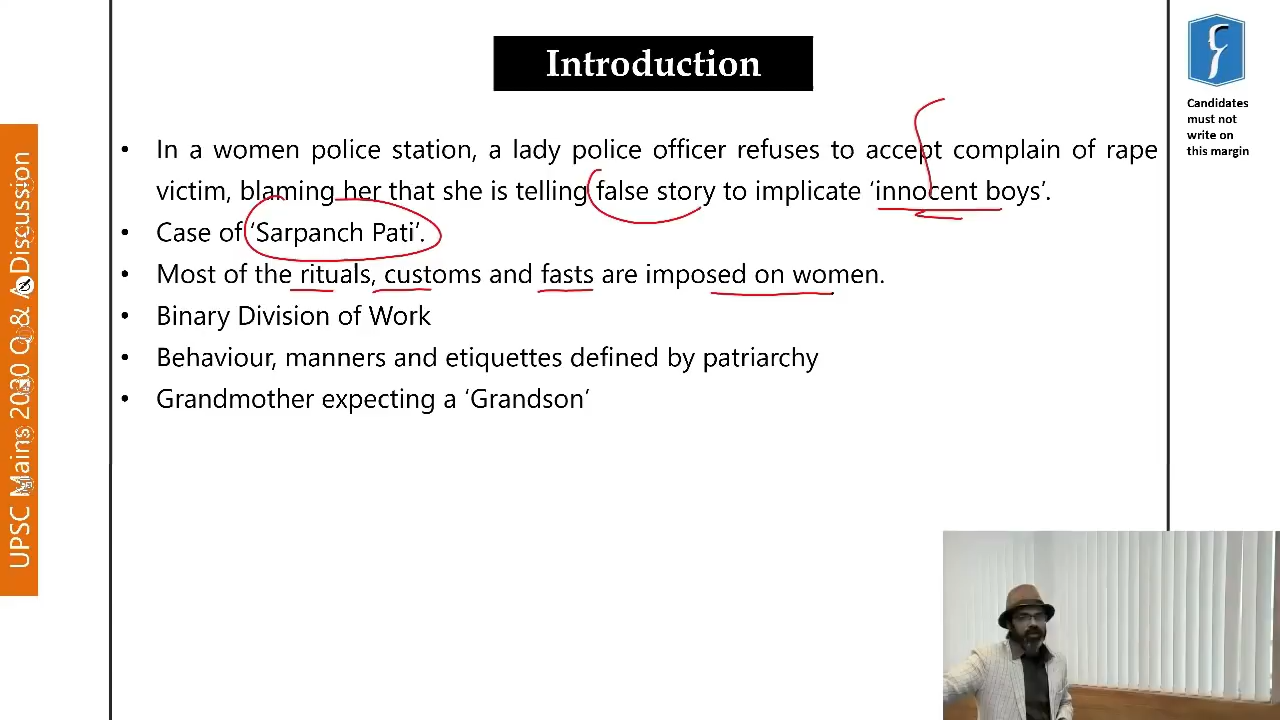 Introduction
• In a women police station, a lady police officer refuses to accept complain of rape
victim, blaming her that she is telling false story to implicate ‘innocent boys’.
• Case of ‘Sarpanch Pati’.
• Most of the rituals, customs and fasts are imposed on women.
• Binary Division of Work
• Behaviour, manners and etiquettes defined by patriarchy
• Grandmother expecting a ‘Grandson’
Candidates
must not
write on
this margin
UPSC Mains 2020 Q & A Discussion